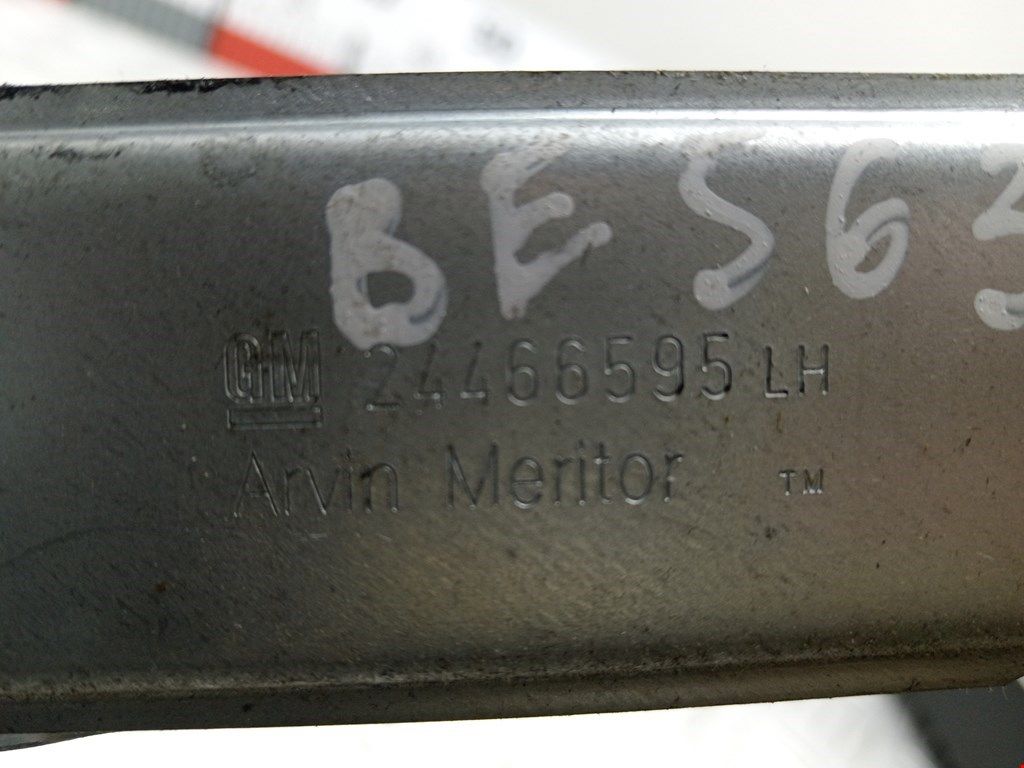 BES63
GM 24466595 LH
Arvin Meritor TM